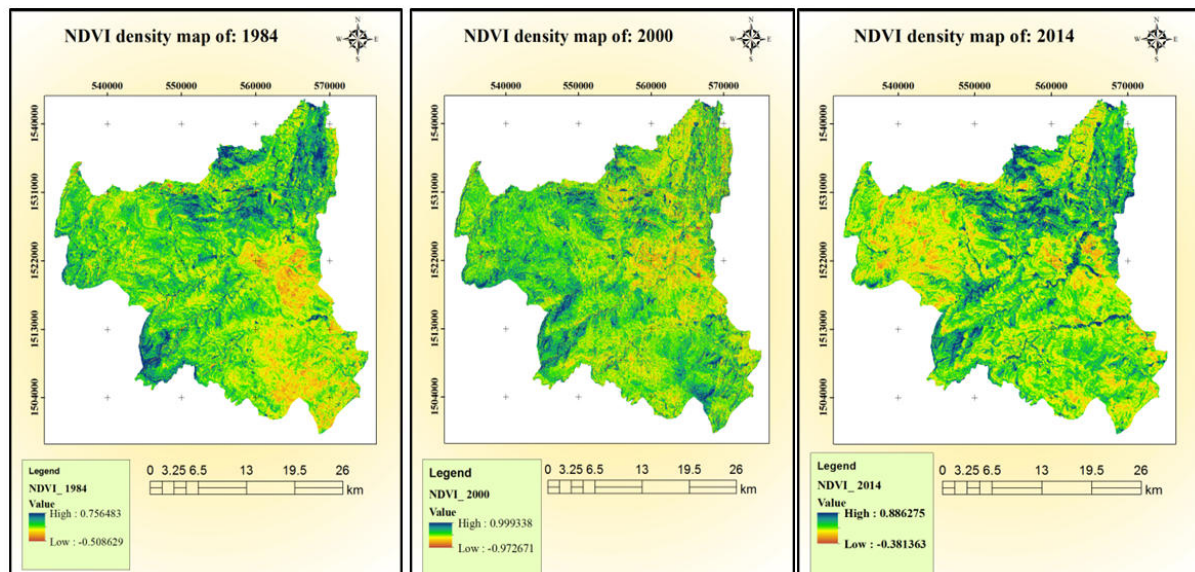 NDVI density map of: 1984
N
W E
S
540000 550000 560000 570000
1540000
1531000
1522000
1513000
1504000
Legend
NDVI_ 1984
Value
High : 0.756483
Low : -0.508629
0 3.25 6.5 13 19.5 26
km
NDVI density map of: 2000
N
W E
S
540000 550000 560000 570000
1540000
1531000
1522000
1513000
1504000
Legend
NDVI_2000
Value
High : 0.999338
Low : -0.972671
0 3.25 6.5 13 19.5 26
km
NDVI density map of: 2014
N
W E
S
540000 550000 560000 570000
1540000
1531000
1522000
1513000
1504000
Legend
NDVI_ 2014
Value
High : 0.886275
Low : -0.381363
0 3.25 6.5 13 19.5 26
km